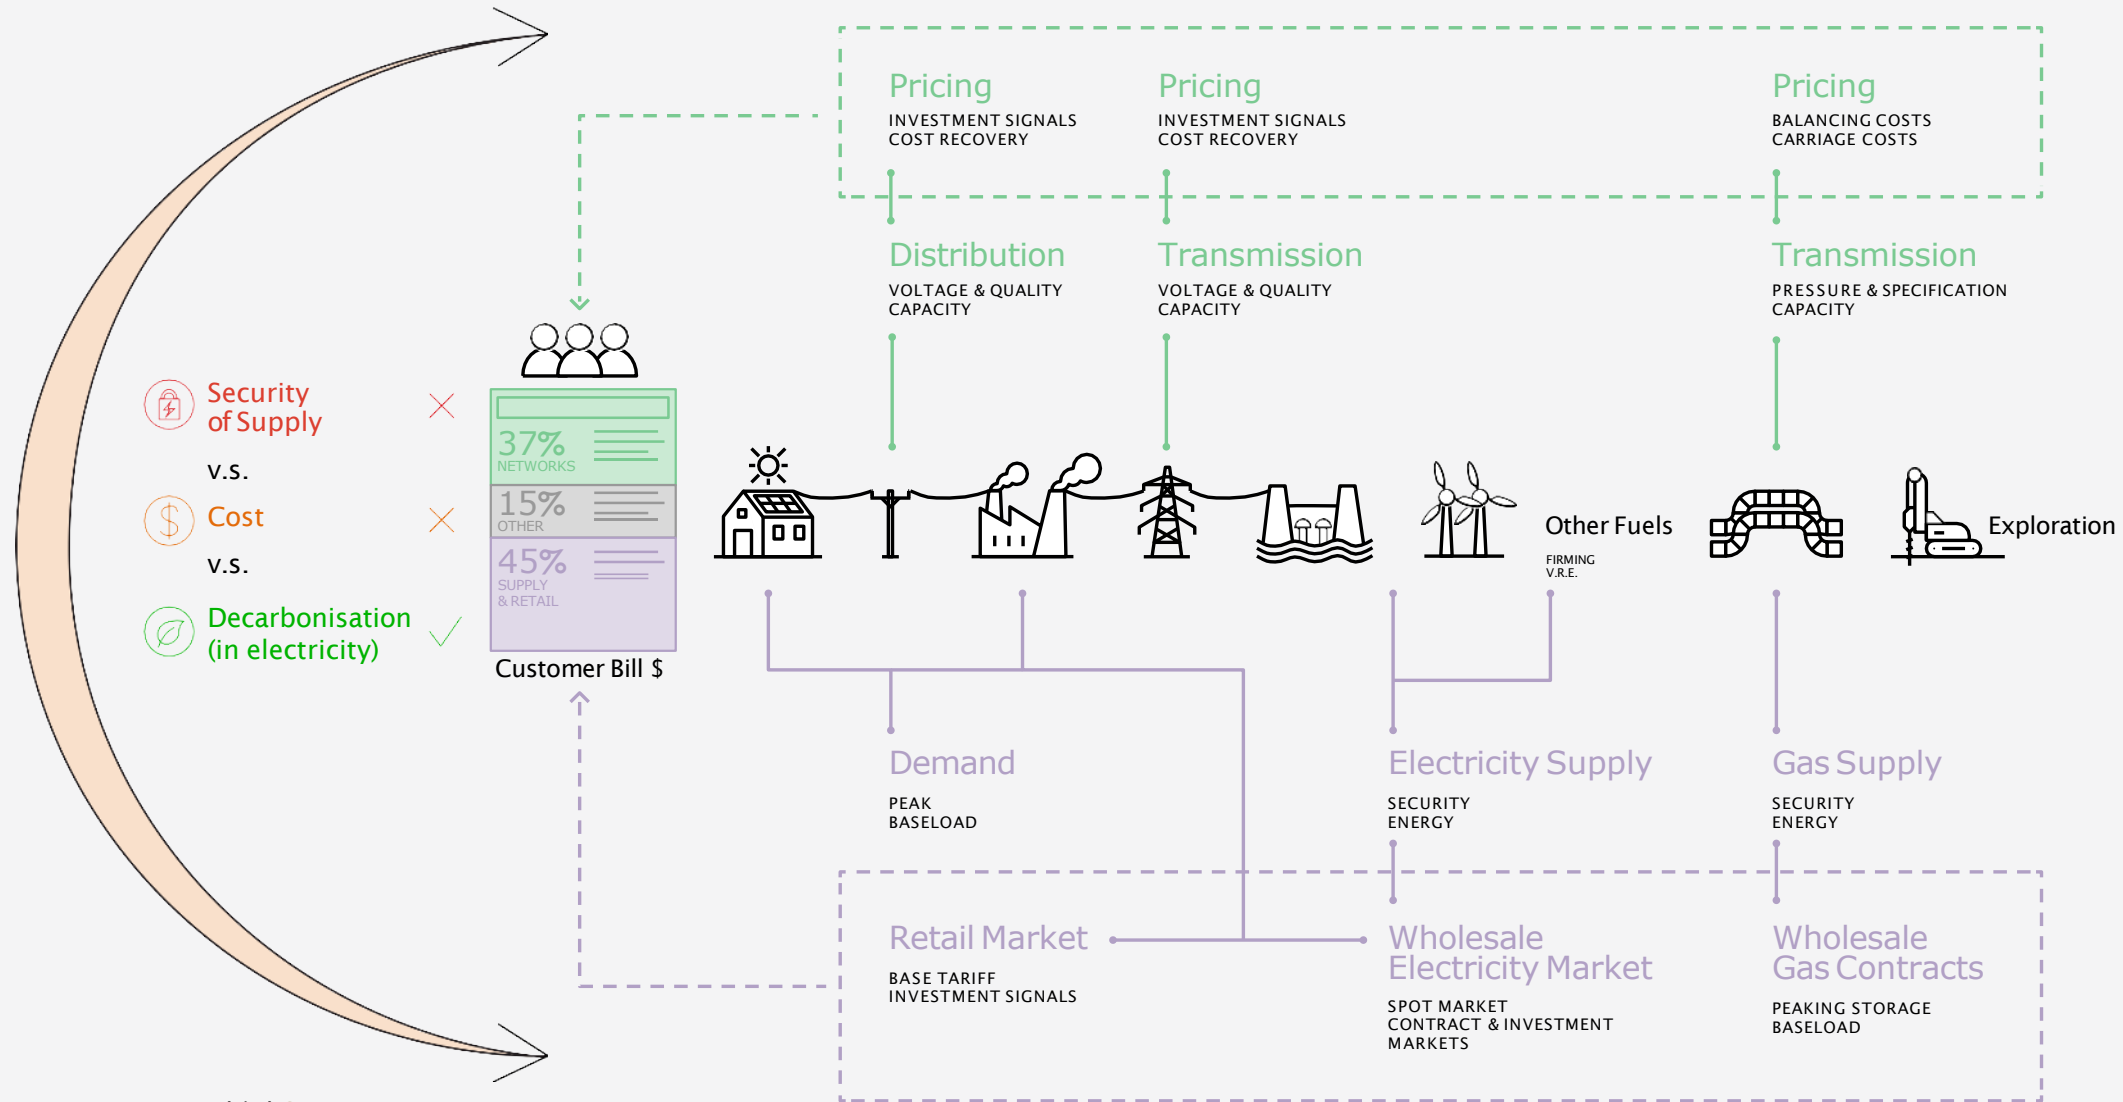 Pricing
INVESTMENT SIGNALS
COST RECOVERY
Pricing
INVESTMENT SIGNALS
COST RECOVERY
Pricing
BALANCING COSTS
CARRIAGE COSTS
Distribution
VOLTAGE & QUALITY
CAPACITY
Transmission
VOLTAGE & QUALITY
CAPACITY
Transmission
PRESSURE & SPECIFICATION
CAPACITY
Security
of Supply
v.s.
Cost
v.s.
Decarbonisation
(in electricity)
37%
NETWORKS
15%
OTHER
45%
SUPPLY
& RETAIL
Customer Bill $
Other Fuels
FIRMING
V.R.E.
Exploration
Demand
PEAK
BASELOAD
Electricity Supply
SECURITY
ENERGY
Gas Supply
SECURITY
ENERGY
Retail Market
BASE TARIFF
INVESTMENT SIGNALS
Wholesale
Electricity Market
SPOT MARKET
CONTRACT & INVESTMENT
MARKETS
Wholesale
Gas Contracts
PEAKING STORAGE
BASELOAD